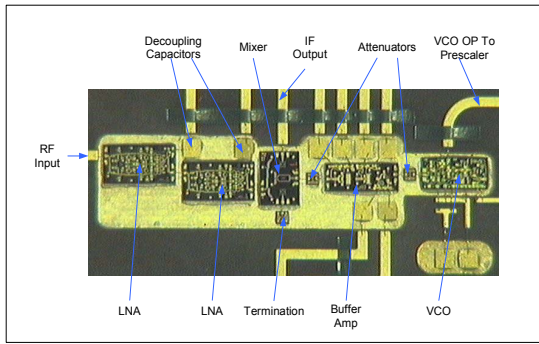 Decoupling
Capacitors
Mixer
IF
Output
Attenuators
VCO OP To
Prescaler
RF
Input
LNA
LNA
Termination
Buffer
Amp
VCO